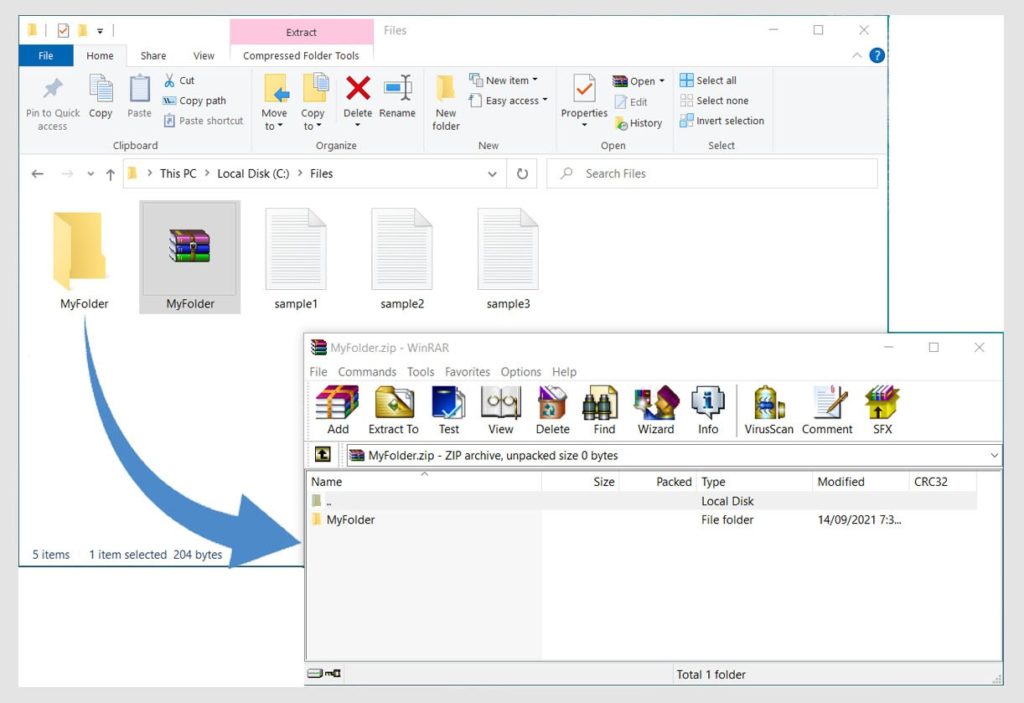 Extract
Files
File
Home
Share
View
Compressed Folder Tools
Pin to Quick access
Copy
Paste
Cut
Copy path
Paste shortcut
Clipboard
Move to
Copy to
Delete
Rename
Organize
New folder
New item
Easy access
New
Properties
Open
Edit
History
Open
Select all
Select none
Invert selection
Select
This PC > Local Disk (C:) > Files
Search Files
MyFolder
MyFolder
sample1
sample2
sample3
5 items
1 item selected 204 bytes
MyFolder.zip - WinRAR
File Commands Tools Favorites Options Help
Add
Extract To
Test
View
Delete
Find
Wizard
Info
VirusScan
Comment
SFX
MyFolder.zip - ZIP archive, unpacked size 0 bytes
Name Size Packed Type Modified CRC32
.. Local Disk
MyFolder File folder 14/09/2021 7:3...
Total 1 folder